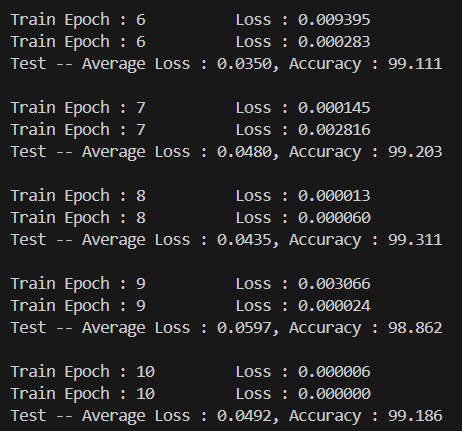 Train Epoch : 6          Loss : 0.009395
Train Epoch : 6          Loss : 0.000283
Test -- Average Loss : 0.0350, Accuracy : 99.111

Train Epoch : 7          Loss : 0.000145
Train Epoch : 7          Loss : 0.002816
Test -- Average Loss : 0.0480, Accuracy : 99.203

Train Epoch : 8          Loss : 0.000013
Train Epoch : 8          Loss : 0.000060
Test -- Average Loss : 0.0435, Accuracy : 99.311

Train Epoch : 9          Loss : 0.003066
Train Epoch : 9          Loss : 0.000024
Test -- Average Loss : 0.0597, Accuracy : 98.862

Train Epoch : 10         Loss : 0.000006
Train Epoch : 10         Loss : 0.000000
Test -- Average Loss : 0.0492, Accuracy : 99.186